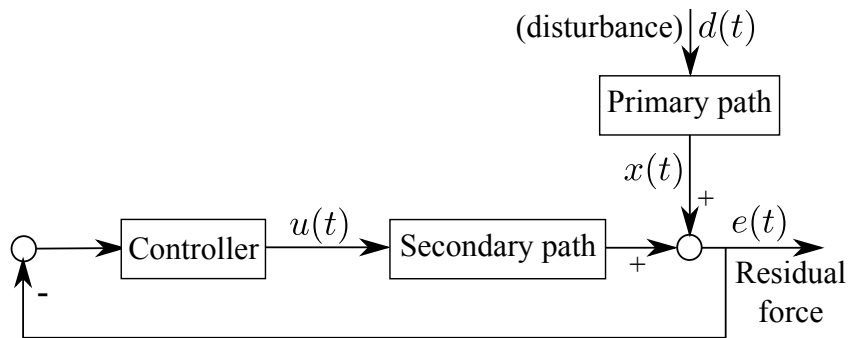 (disturbance) d(t)
Primary path
x(t)
+
Controller
u(t)
Secondary path
+
e(t)
Residual
force
-